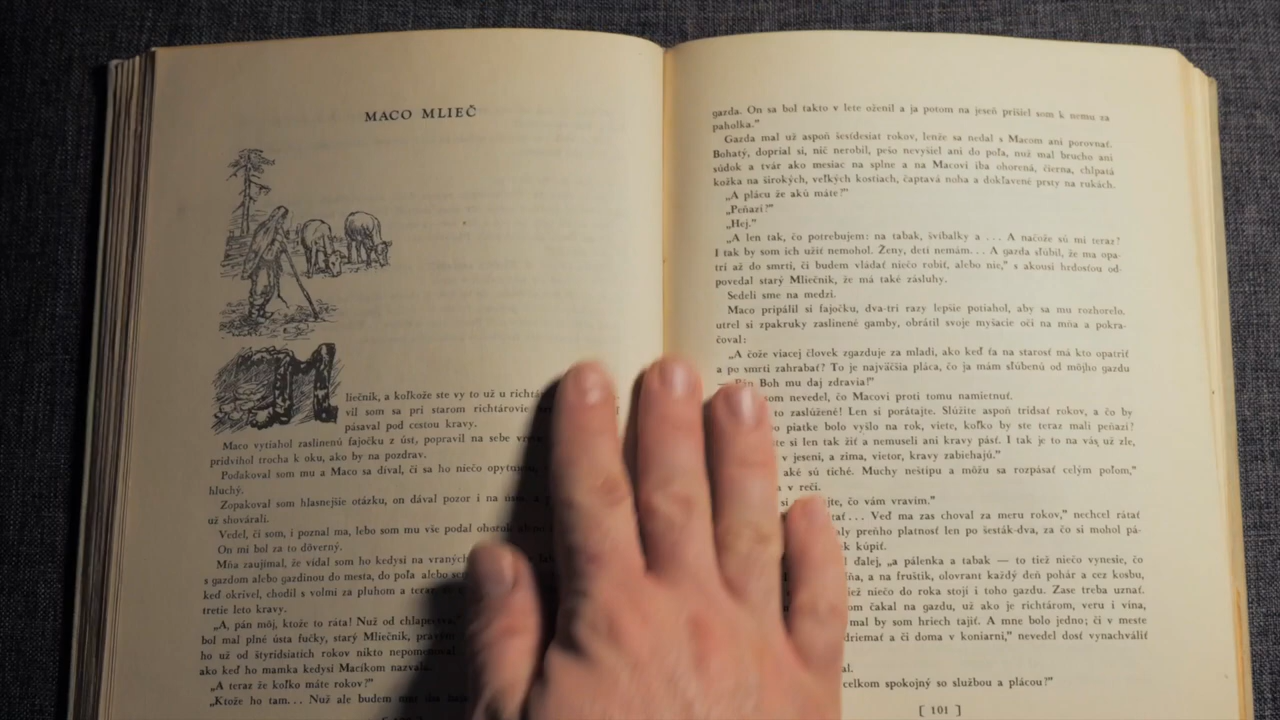 MACO MLIEČ
liečnik, a koľkože ste vy to už u richtá
vil som sa pri starom richtárovie
pásaval pod cestou kravy.
Maco vytiahol zaslinenú fajočku z úst, popravil na sebe
pridvihol trocha k oku, ako by na pozdrav.
Poďakoval som mu a Maco sa díval, či sa ho niečo
hluchý.
Zopakoval som hlasnejšie otázku, on dával pozor i na
už shovárali.
Vedel, či som, i poznal ma, lebo som mu vše podal
On mi bol za to dôverný.
Mňa zaujímal, že vídal som ho kedysi na vraných
s gazdom alebo gazdinou do mesta, do poľa alebo
keď okrivel, chodil s volmi za pluhom a teraz
tretie leto kravy.
„A, pán môj, ktože to ráta! Nuž od
bol mal plné ústa fučky, starý Mliečnik,
ho už od štyridsiatich rokov nikto
ako keď ho mamka kedysi Macíkom nazvala.
„A teraz že koľko máte rokov?"
„Ktože ho tam... Nuž ale budem
gazda. On sa bol takto v lete oženil a ja potom na jeseň prišiel som k nemu za
paholka."
Gazda mal už aspoň šesťdesiat rokov, lenže sa nedal s Macom ani porovnať.
Bohatý, doprial si, nič nerobil, pešo nevyšiel ani do poľa, nuž mal brucho ani
súdok a tvár ako mesiac na splne a na Macovi iba ohorená, čierna, chlpatá
kožka na širokých, veľkých kostiach, čaptavá noha a dokľavené prsty na rukách.
„A plácu že akú máte?"
„Peňazí?"
„Hej."
„A len tak, čo potrebujem: na tabak, švibalky a ... A načože sú mi teraz?
I tak by som ich užiť nemohol. Ženy, detí nemám... A gazda sľúbil, že ma opa-
trí až do smrti, či budem vládať niečo robiť, alebo nie," s akousi hrdosťou od-
povedal starý Mliečnik, že má také zásluhy.
Sedeli sme na medzi.
Maco pripálil si fajočku, dva-tri razy lepšie potiahol, aby sa mu rozhorelo,
utrel si zpakruky zaslinené gamby, obrátil svoje myšacie oči na mňa a pokra-
čoval:
„A čože viacej človek zgazduje za mladi, ako keď ťa na starosť má kto opatriť
a po smrti zahrabať? To je najväčšia pláca, čo ja mám sľúbenú od môjho gazdu
— Pán Boh mu daj zdravia!"
som nevedel, čo Macovi proti tomu namietnuť.
to zaslúžené! Len si porátajte. Slúžite aspoň tridsať rokov, a čo by
po piatke bolo vyšlo na rok, viete, koľko by ste teraz mali peňazí?
te si len tak žiť a nemuseli ani kravy pásť. I tak je to na vás už zle,
v jeseni, a zima, vietor, kravy zabiehajú."
aké sú tiché. Muchy neštípu a môžu sa rozpásať celým poľom,"
v reči.
si jte, čo vám vravím."
tať... Veď ma zas choval za meru rokov," nechcel rátať
aly preňho platnosť len po šesták-dva, za čo si mohol pá-
k kúpiť.
l ďalej, „a pálenka a tabak — to tiež niečo vynesie, čo
ňa, a na fruštik, olovrant každý deň pohár a cez kosbu,
iež niečo do roka stojí i toho gazdu. Zase treba uznať.
om čakal na gazdu, už ako je richtárom, veru i vína,
mal by som hriech tajiť. A mne bolo jedno; či v meste
driemať a či doma v koniarni," nevedel dosť vynachváliť
al.
celkom spokojný so službou a plácou?"
[ 101 ]